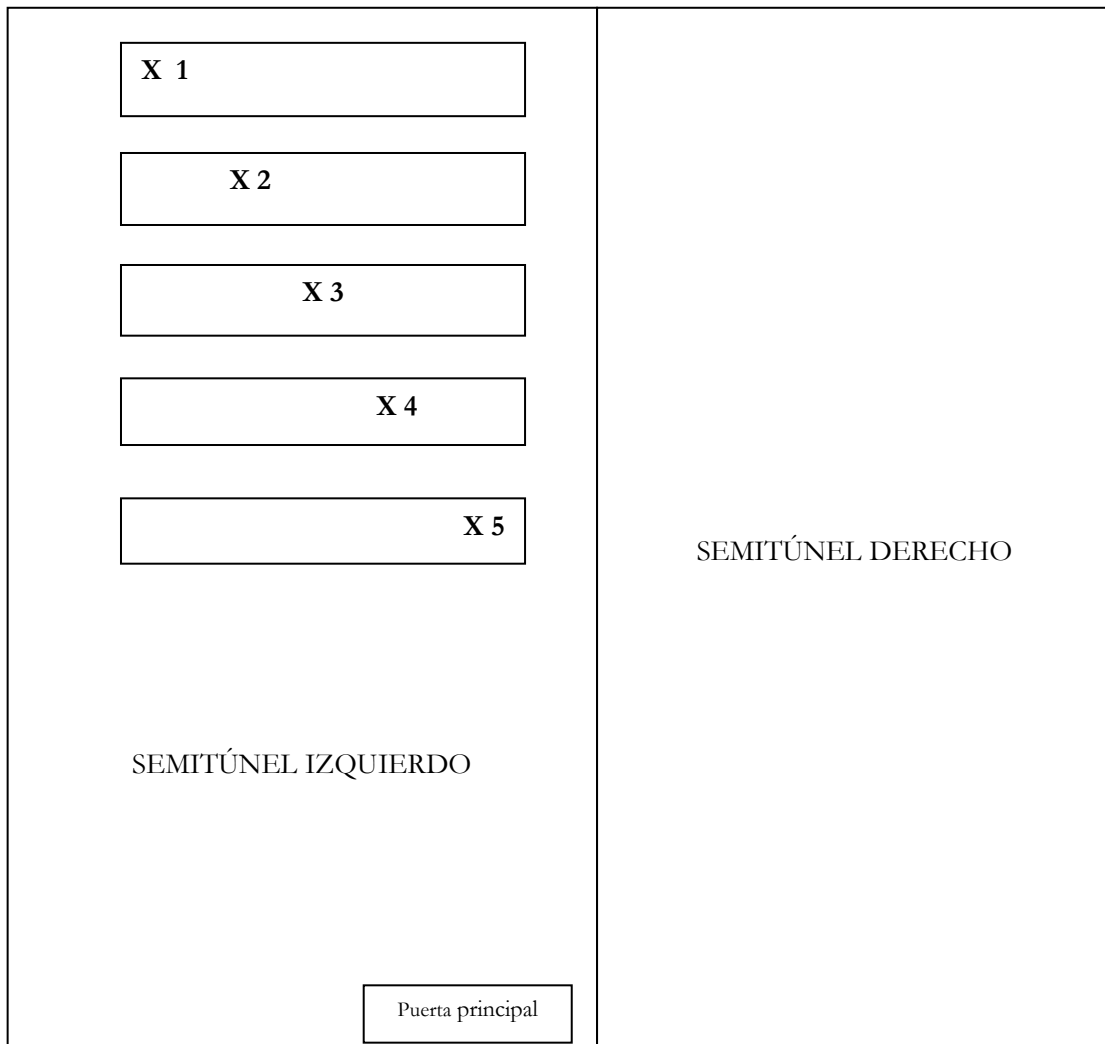 X 1
X 2
X 3
X 4
X 5
SEMITÚNEL DERECHO
SEMITÚNEL IZQUIERDO
Puerta principal